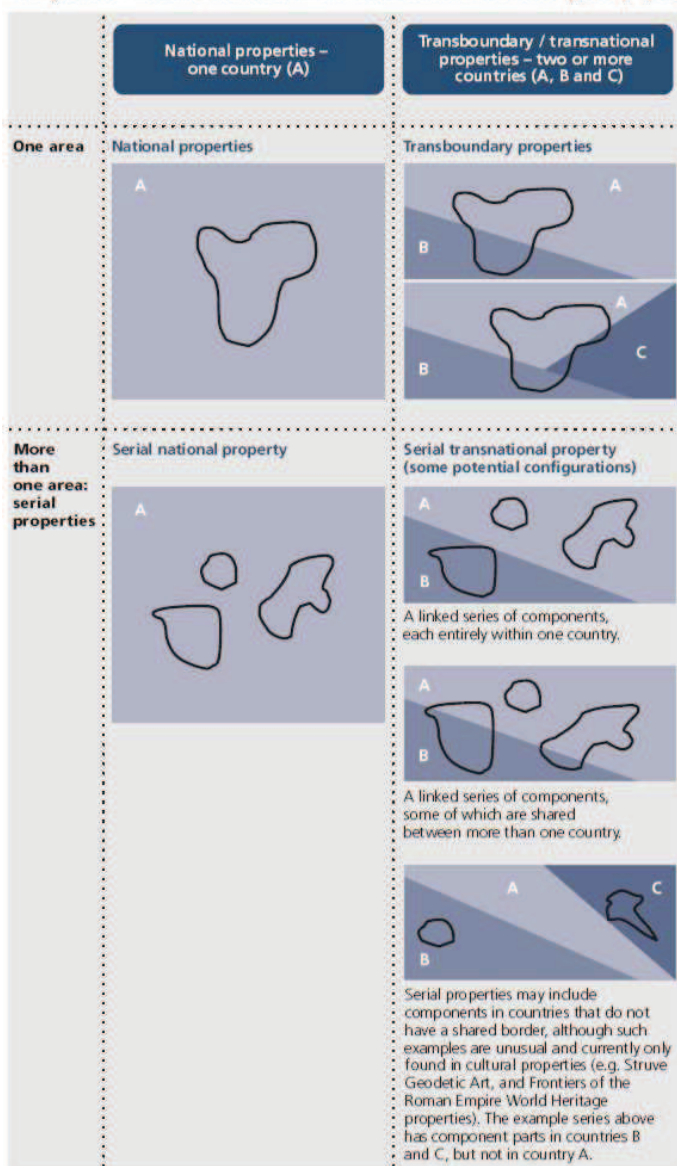 National properties –
one country (A)
Transboundary / transnational
properties – two or more
countries (A, B and C)
One area
National properties
A
Transboundary properties
A
B
A
B
C
More
than
one area:
serial
properties
Serial national property
A
Serial transnational property
(some potential configurations)
A
B
A linked series of components,
each entirely within one country.
A
B
A linked series of components,
some of which are shared
between more than one country.
A
C
B
Serial properties may include
components in countries that do not
have a shared border, although such
examples are unusual and currently only
found in cultural properties (e.g. Struve
Geodetic Art, and Frontiers of the
Roman Empire World Heritage
properties). The example series above
has component parts in countries B
and C, but not in country A.